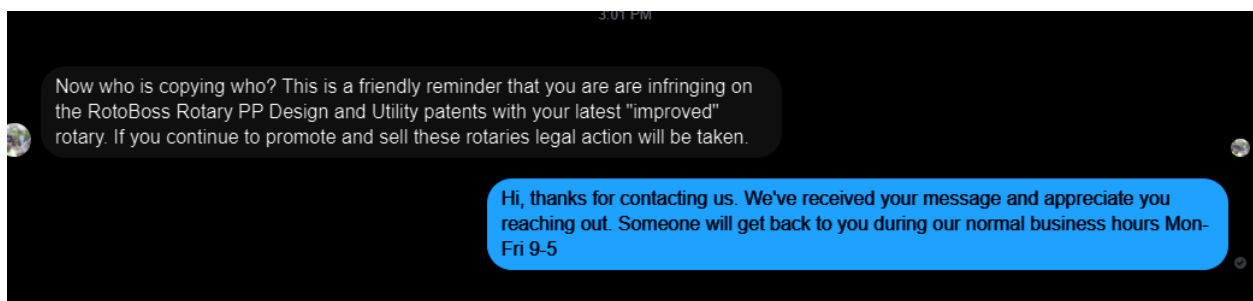 3:01 PM
Now who is copying who? This is a friendly reminder that you are are infringing on
the RotoBoss Rotary PP Design and Utility patents with your latest "improved"
rotary. If you continue to promote and sell these rotaries legal action will be taken.
Hi, thanks for contacting us. We've received your message and appreciate you
reaching out. Someone will get back to you during our normal business hours Mon-
Fri 9-5